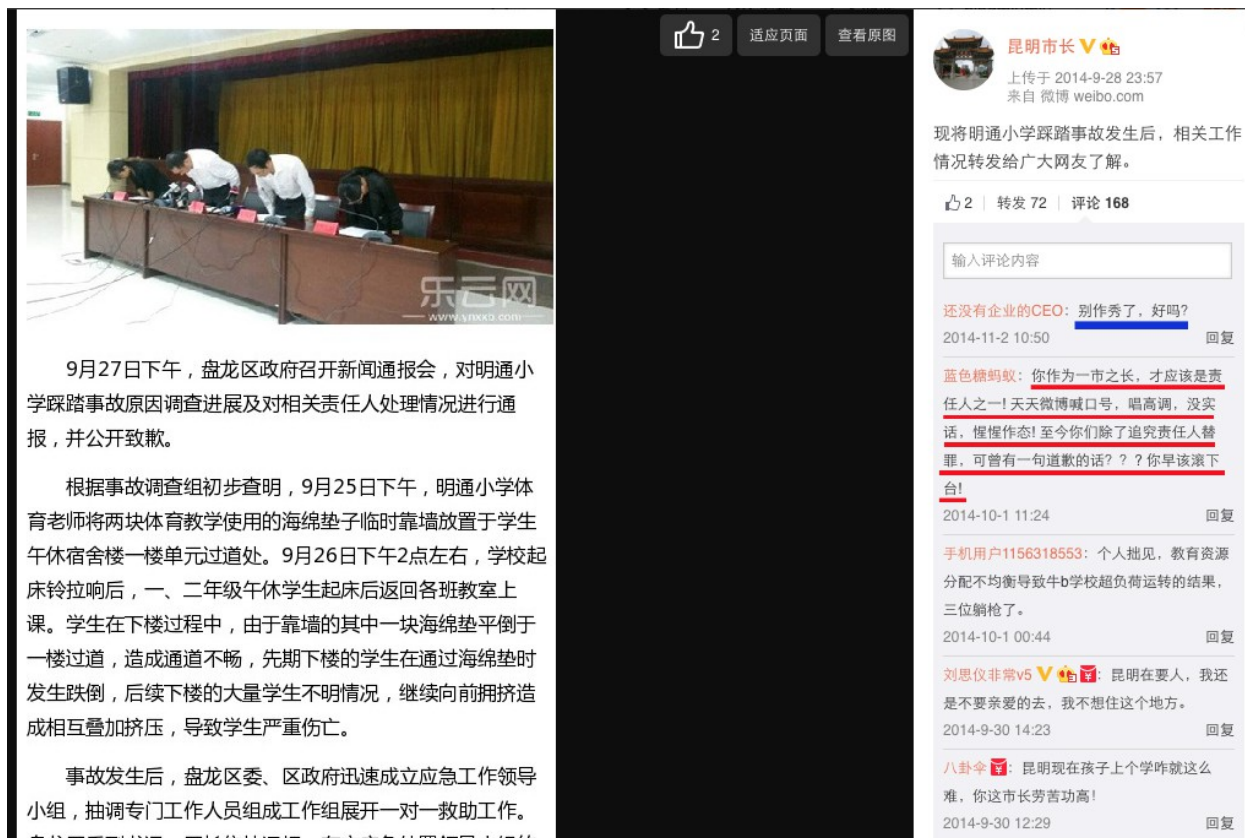 乐云网
www.ynxxb.com
9月27日下午，盘龙区政府召开新闻通报会，对明通小
学踩踏事故原因调查进展及对相关责任人处理情况进行通
报，并公开致歉。
根据事故调查组初步查明，9月25日下午，明通小学体
育老师将两块体育教学使用的海绵垫子临时靠墙放置于学生
午休宿舍楼一楼单元过道处。9月26日下午2点左右，学校起
床铃拉响后，一、二年级午休学生起床后返回各班教室上
课。学生在下楼过程中，由于靠墙的其中一块海绵垫平倒于
一楼过道，造成通道不畅，先期下楼的学生在通过海绵垫时
发生跌倒，后续下楼的大量学生不明情况，继续向前拥挤造
成相互叠加挤压，导致学生严重伤亡。
事故发生后，盘龙区委、区政府迅速成立应急工作领导
小组，抽调专门工作人员组成工作组展开一对一救助工作。
2
适应页面
查看原图
昆明市长
上传于 2014-9-28 23:57
来自 微博 weibo.com
现将明通小学踩踏事故发生后，相关工作
情况转发给广大网友了解。
2 转发 72 评论 168
输入评论内容
还没有企业的CEO：别作秀了，好吗？
2014-11-2 10:50 回复
蓝色糖蚂蚁：你作为一市之长，才应该是责
任人之一! 天天微博喊口号，唱高调，没实
话，惺惺作态! 至今你们除了追究责任人替
罪，可曾有一句道歉的话？？？你早该滚下
台!
2014-10-1 11:24 回复
手机用户1156318553：个人拙见，教育资源
分配不均衡导致牛b学校超负荷运转的结果，
三位躺枪了。
2014-10-1 00:44 回复
刘思仪非常v5：昆明在要人，我还
是不要亲爱的去，我不想住这个地方。
2014-9-30 14:23 回复
八卦伞：昆明现在孩子上个学咋就这么
难，你这市长劳苦功高!
2014-9-30 12:29 回复